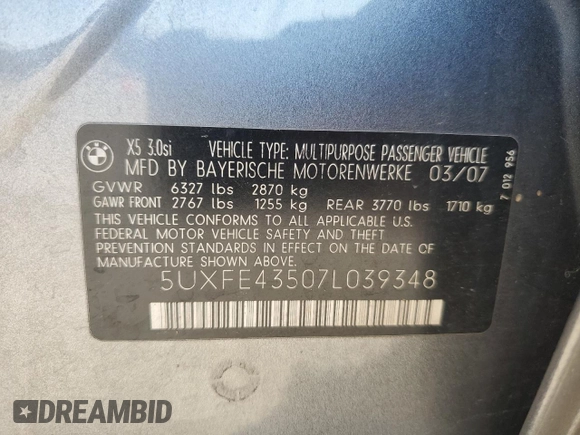 X5 3.0si VEHICLE TYPE: MULTIPURPOSE PASSENGER VEHICLE
MFD BY BAYERISCHE MOTORENWERKE 03/07
GVWR 6327 lbs 2870 kg
GAWR FRONT 2767 lbs 1255 kg REAR 3770 lbs 1710 kg
THIS VEHICLE CONFORMS TO ALL APPLICABLE U.S.
FEDERAL MOTOR VEHICLE SAFETY AND THEFT
PREVENTION STANDARDS IN EFFECT ON THE DATE
OF MANUFACTURE SHOWN ABOVE.
5UXFE43507L039348
7 012 956
DREAMBID